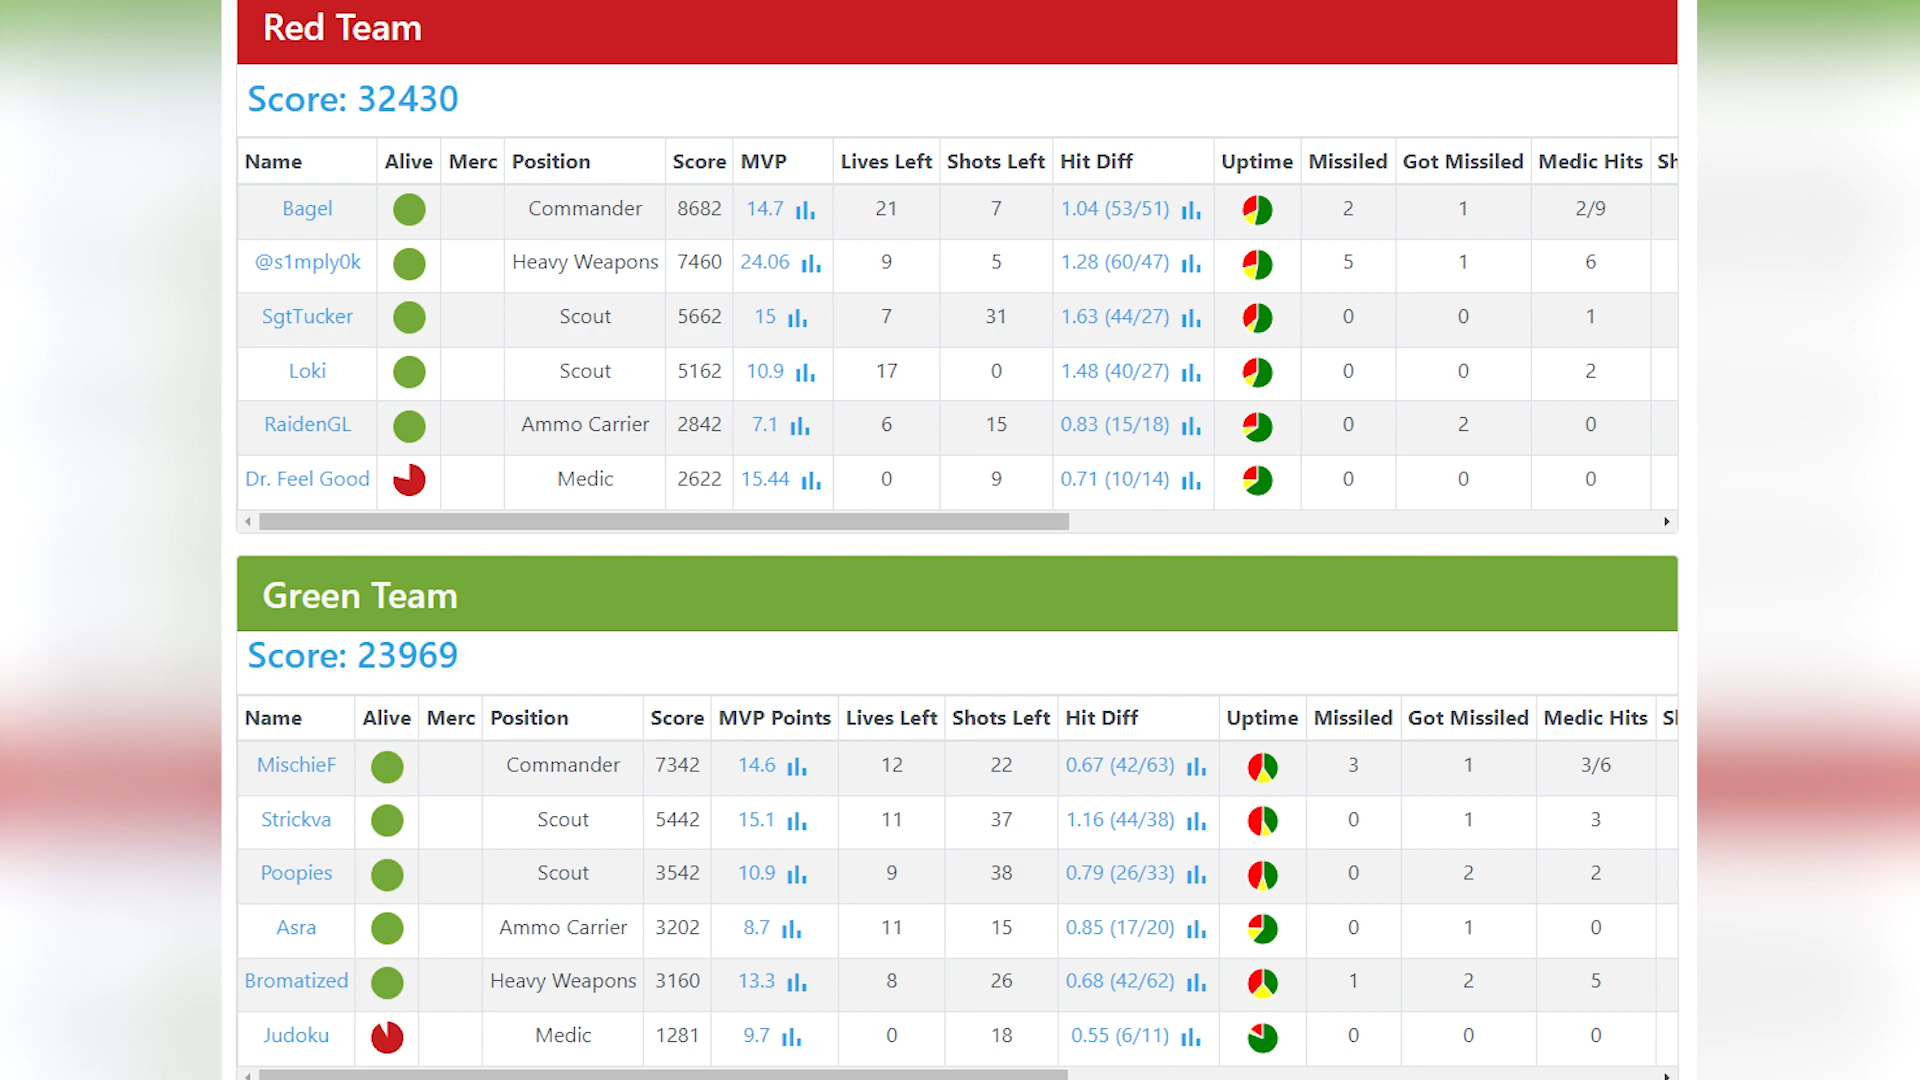 Red Team
Score: 32430
Name Alive Merc Position Score MVP Lives Left Shots Left Hit Diff Uptime Missiled Got Missiled Medic Hits Sh
Bagel Commander 8682 14.7 21 7 1.04 (53/51) 2 1 2/9
@s1mply0k Heavy Weapons 7460 24.06 9 5 1.28 (60/47) 5 1 6
SgtTucker Scout 5662 15 7 31 1.63 (44/27) 0 0 1
Loki Scout 5162 10.9 17 0 1.48 (40/27) 0 0 2
RaidenGL Ammo Carrier 2842 7.1 6 15 0.83 (15/18) 0 2 0
Dr. Feel Good Medic 2622 15.44 0 9 0.71 (10/14) 0 0 0
Green Team
Score: 23969
Name Alive Merc Position Score MVP Points Lives Left Shots Left Hit Diff Uptime Missiled Got Missiled Medic Hits
MischieF Commander 7342 14.6 12 22 0.67 (42/63) 3 1 3/6
Strickva Scout 5442 15.1 11 37 1.16 (44/38) 0 1 3
Poopies Scout 3542 10.9 9 38 0.79 (26/33) 0 2 2
Asra Ammo Carrier 3202 8.7 11 15 0.85 (17/20) 0 1 0
Bromatized Heavy Weapons 3160 13.3 8 26 0.68 (42/62) 1 2 5
Judoku Medic 1281 9.7 0 18 0.55 (6/11) 0 0 0